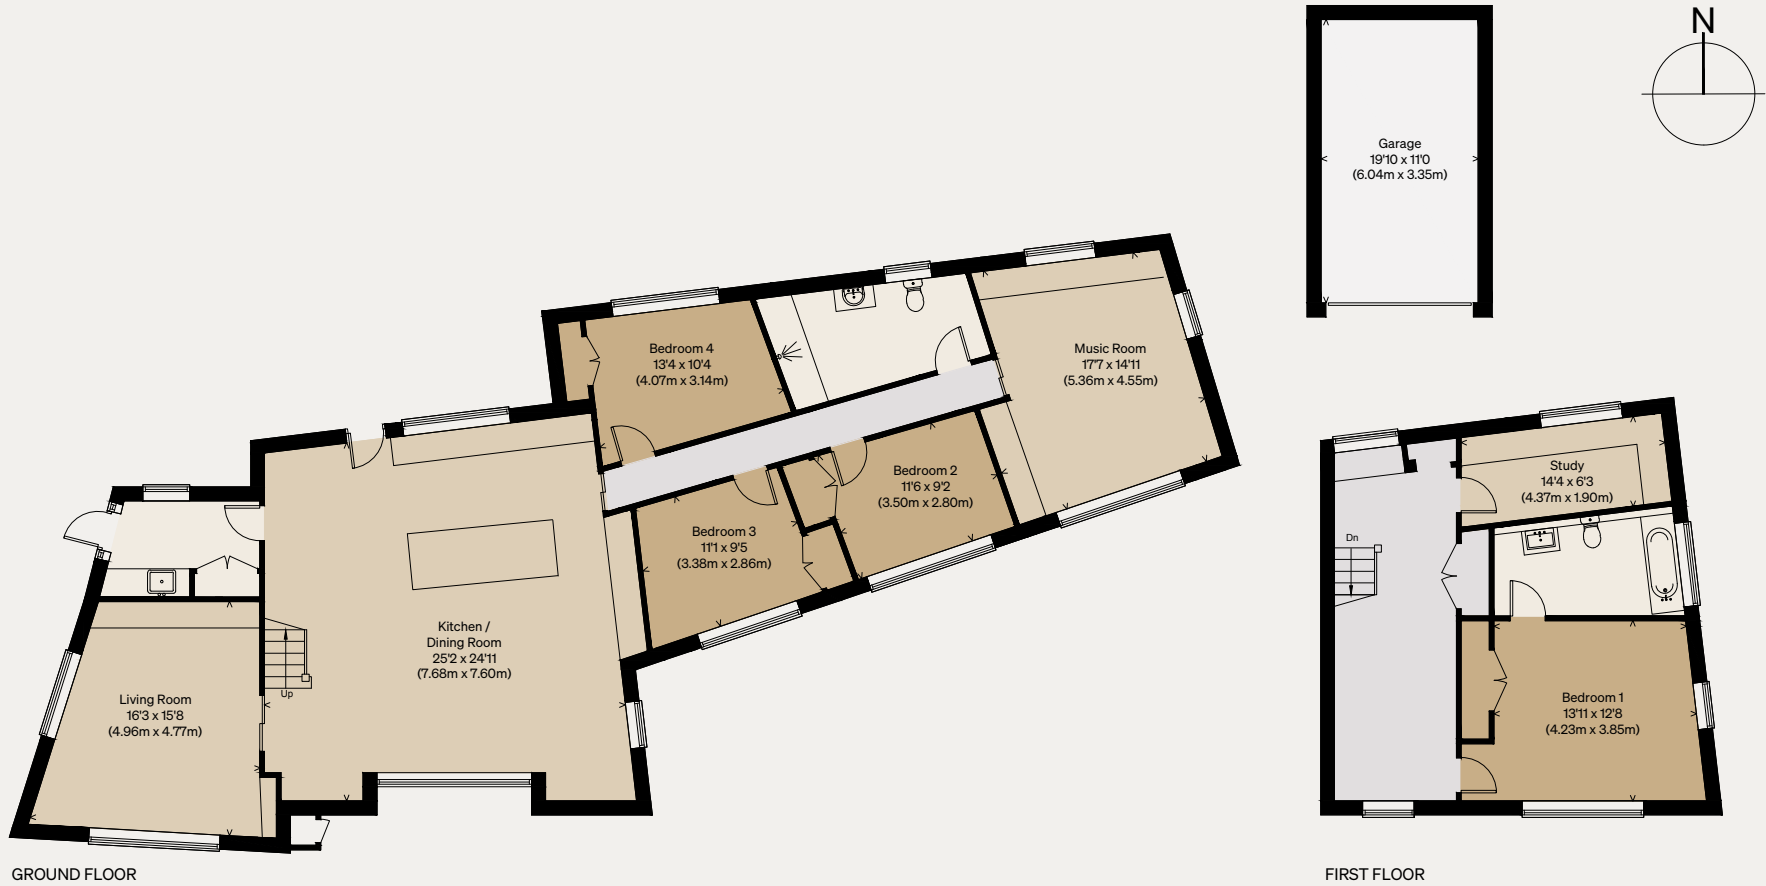 N
Garage
19'10 x 11'0
(6.04m x 3.35m)
Bedroom 4
13'4 x 10'4
(4.07m x 3.14m)
Music Room
17'7 x 14'11
(5.36m x 4.55m)
Bedroom 2
11'6 x 9'2
(3.50m x 2.80m)
Bedroom 3
11'1 x 9'5
(3.38m x 2.86m)
Kitchen /
Dining Room
25'2 x 24'11
(7.68m x 7.60m)
Up
Living Room
16'3 x 15'8
(4.96m x 4.77m)
GROUND FLOOR
Study
14'4 x 6'3
(4.37m x 1.90m)
Dn
Bedroom 1
13'11 x 12'8
(4.23m x 3.85m)
FIRST FLOOR